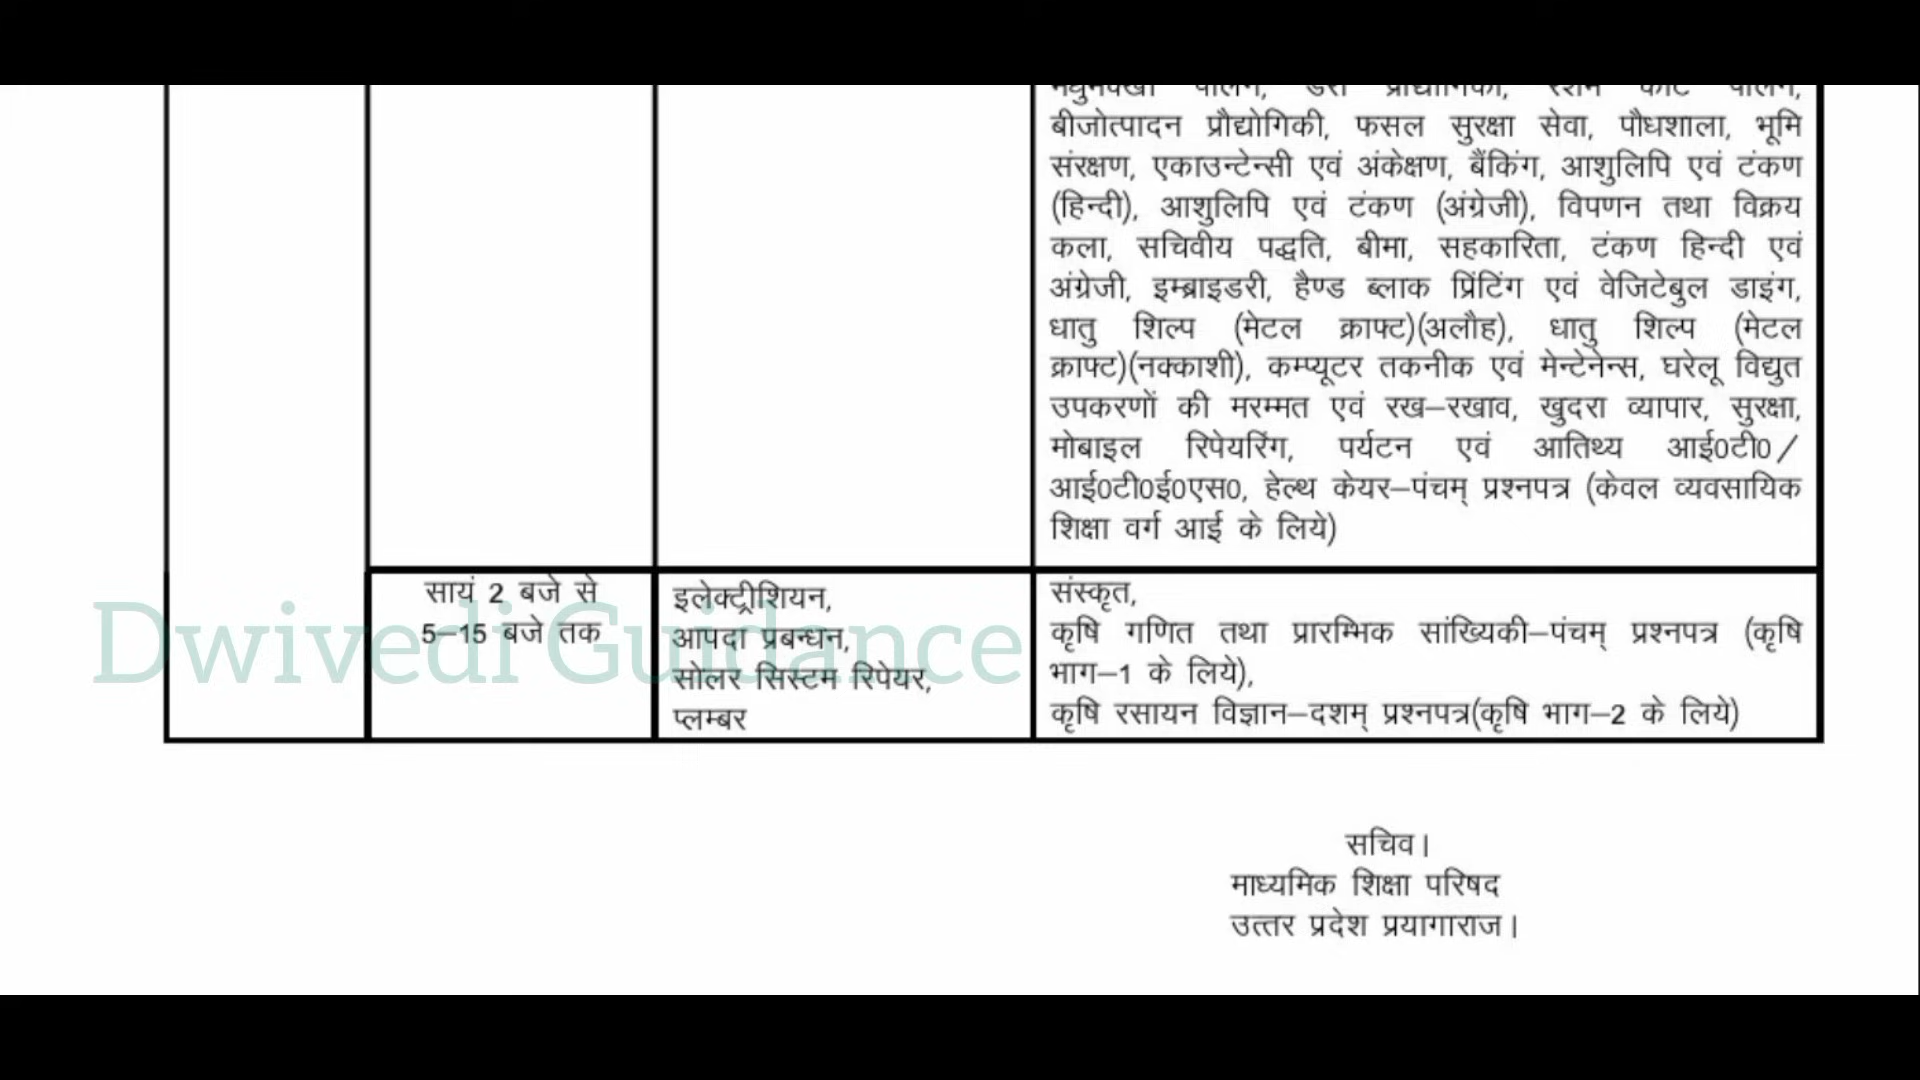 मधुमक्खी पालन, डेरी प्रौद्योगिकी, रेशम कीट पालन,
बीजोत्पादन प्रौद्योगिकी, फसल सुरक्षा सेवा, पौधशाला, भूमि
संरक्षण, एकाउन्टेन्सी एवं अंकेक्षण, बैंकिंग, आशुलिपि एवं टंकण
(हिन्दी), आशुलिपि एवं टंकण (अंग्रेजी), विपणन तथा विक्रय
कला, सचिवीय पद्धति, बीमा, सहकारिता, टंकण हिन्दी एवं
अंग्रेजी, इम्ब्राइडरी, हैण्ड ब्लाक प्रिंटिंग एवं वेजिटेबुल डाइंग,
धातु शिल्प (मेटल क्राफ्ट)(अलौह), धातु शिल्प (मेटल
क्राफ्ट)(नक्काशी), कम्प्यूटर तकनीक एवं मेन्टेनेन्स, घरेलू विद्युत
उपकरणों की मरम्मत एवं रख–रखाव, खुदरा व्यापार, सुरक्षा,
मोबाइल रिपेयरिंग, पर्यटन एवं आतिथ्य आई0टी0/
आई0टी0ई0एस0, हेल्थ केयर–पंचम् प्रश्नपत्र (केवल व्यवसायिक
शिक्षा वर्ग आई के लिये)
सायं 2 बजे से
5–15 बजे तक
इलेक्ट्रीशियन,
आपदा प्रबन्धन,
सोलर सिस्टम रिपेयर,
प्लम्बर
संस्कृत,
कृषि गणित तथा प्रारम्भिक सांख्यिकी–पंचम् प्रश्नपत्र (कृषि
भाग–1 के लिये),
कृषि रसायन विज्ञान–दशम् प्रश्नपत्र(कृषि भाग–2 के लिये)
Dwivedi Guidance
सचिव।
माध्यमिक शिक्षा परिषद
उत्तर प्रदेश प्रयागाराज।